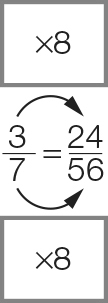 ×8
3/7 = 24/56
×8